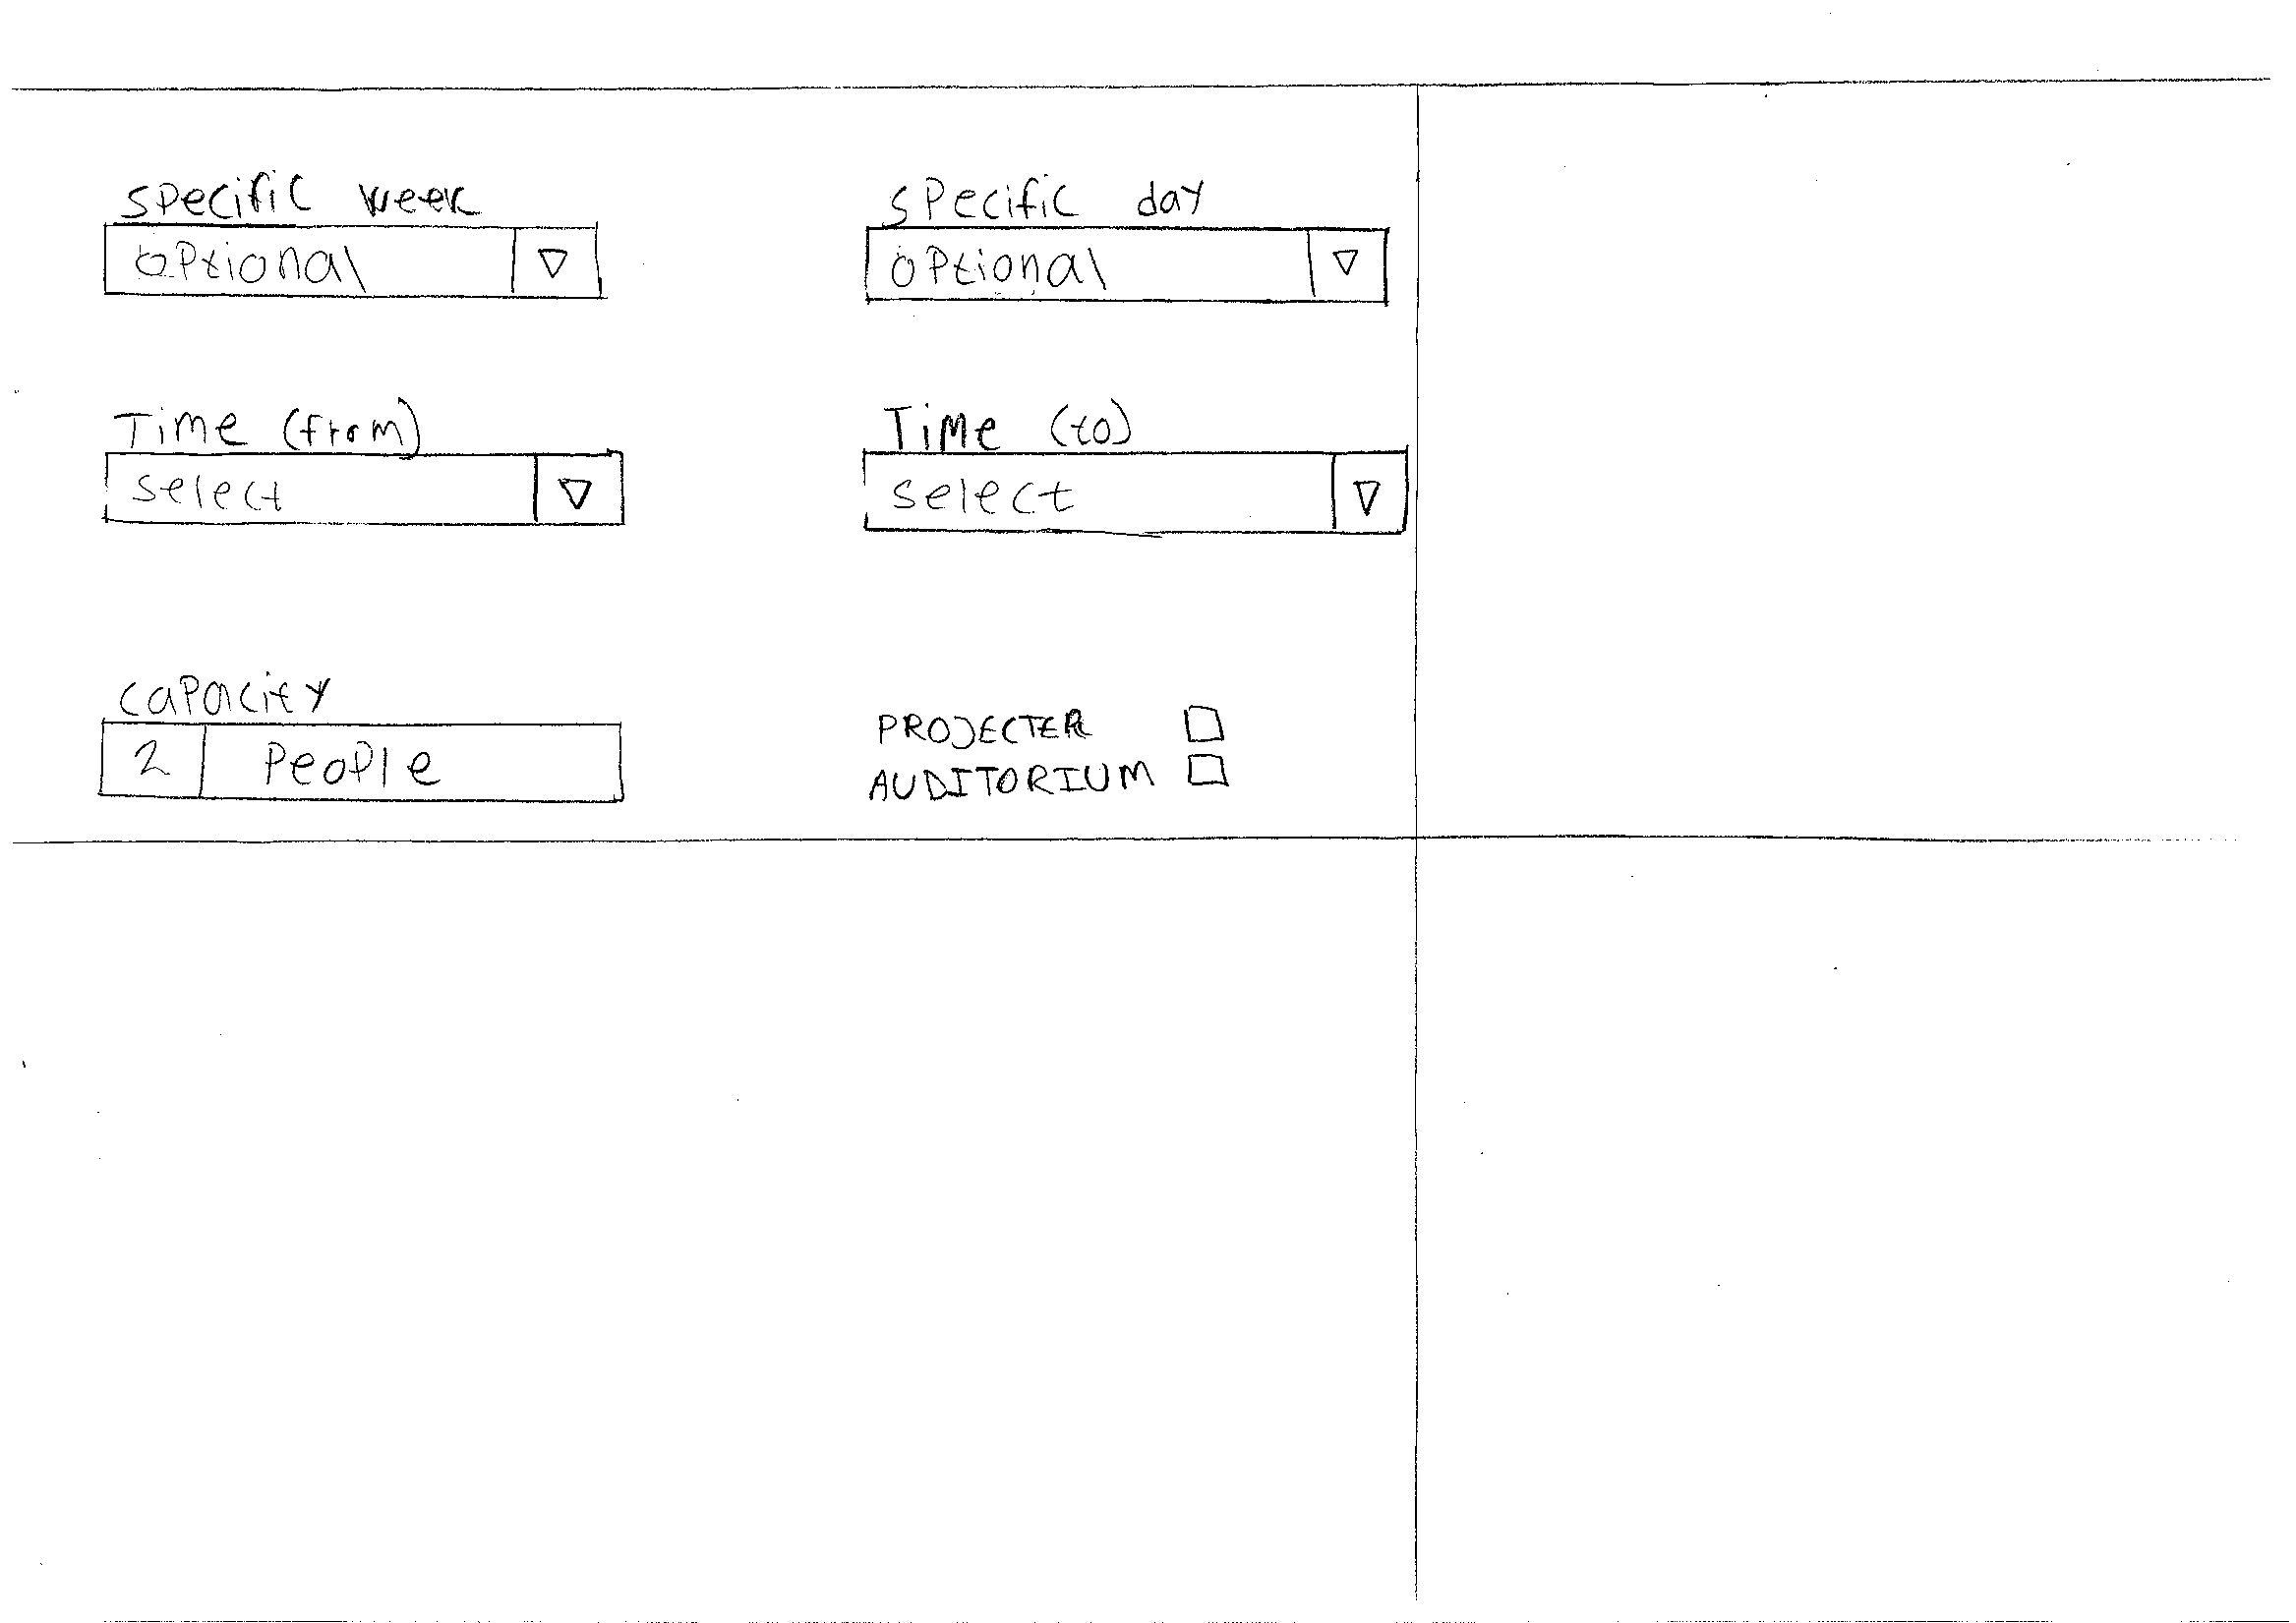 Specific week
optional
Specific day
optional
Time (from)
select
Time (to)
select
capacity
2 People
PROJECTER
AUDITORIUM